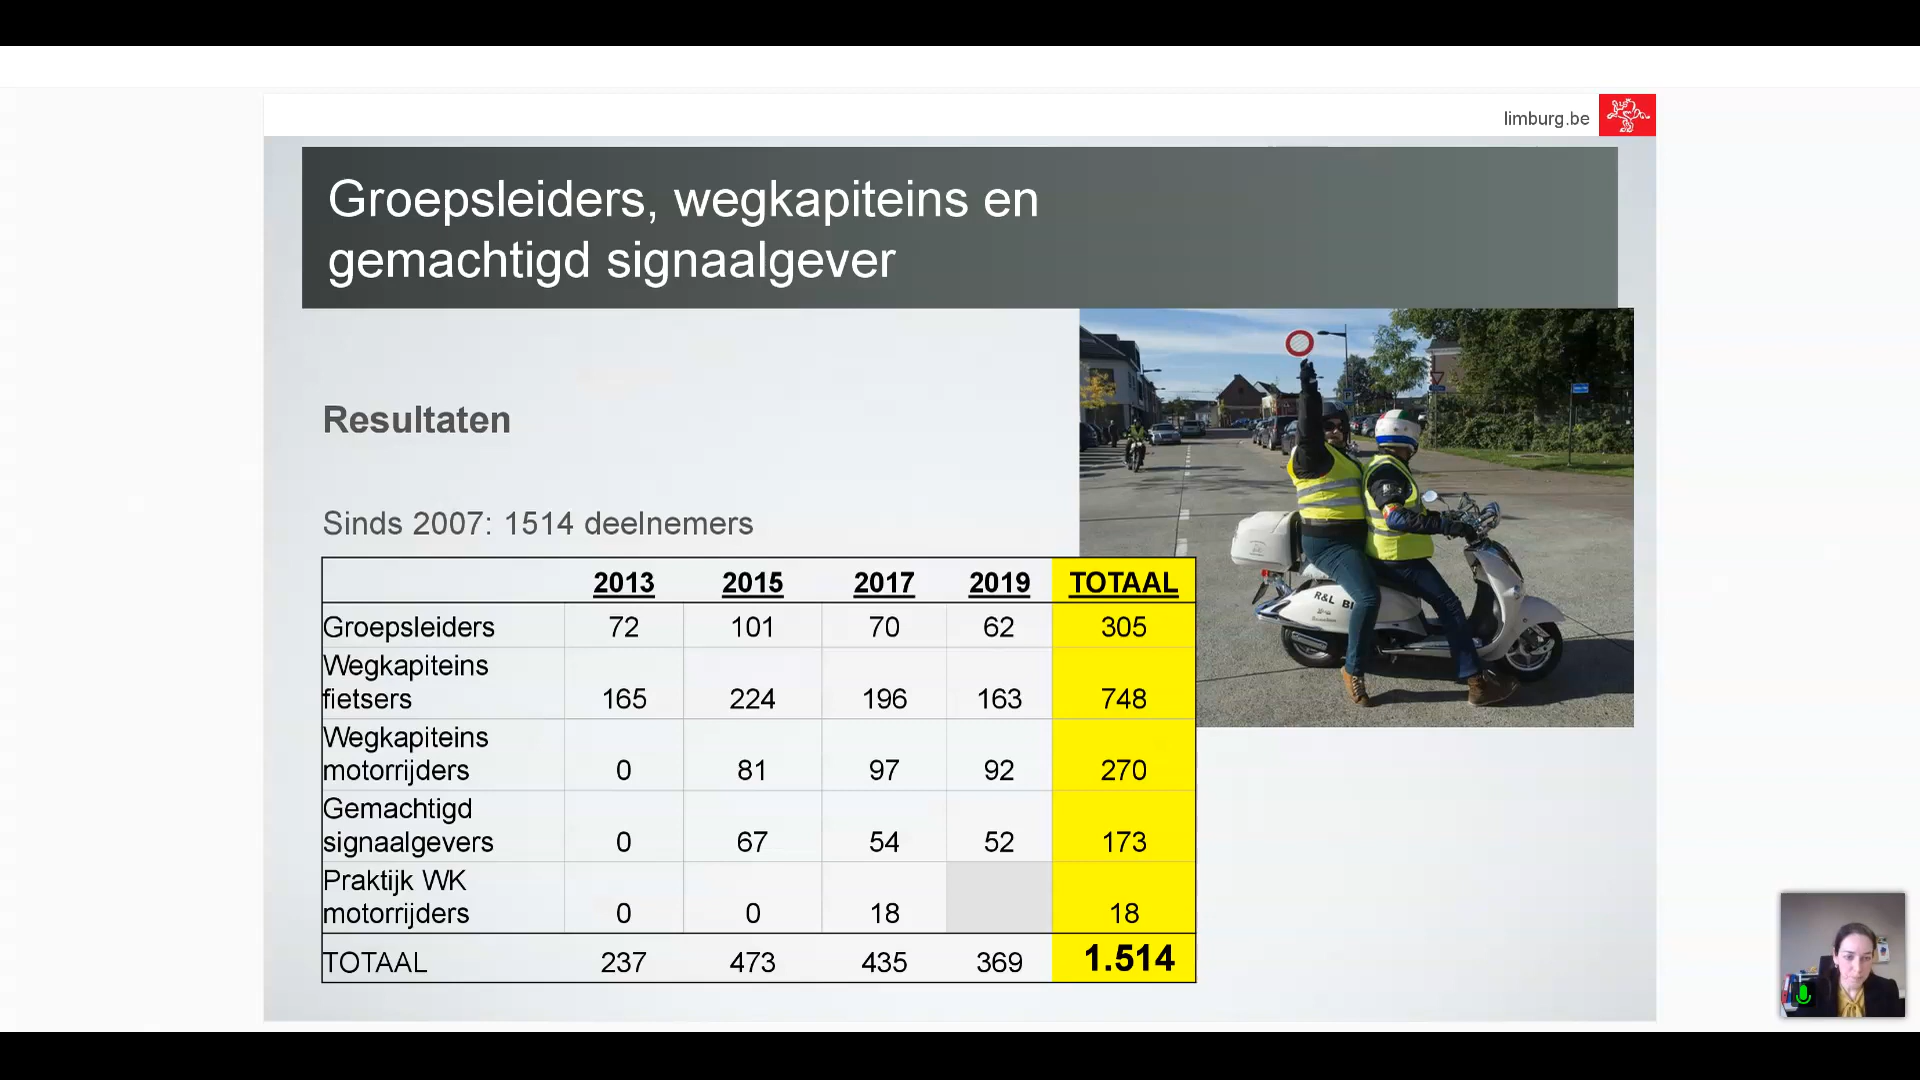 limburg.be
Groepsleiders, wegkapiteins en
gemachtigd signaalgever
Resultaten
Sinds 2007: 1514 deelnemers
2013 2015 2017 2019 TOTAAL
Groepsleiders 72 101 70 62 305
Wegkapiteins
fietsers 165 224 196 163 748
Wegkapiteins
motorrijders 0 81 97 92 270
Gemachtigd
signaalgevers 0 67 54 52 173
Praktijk WK
motorrijders 0 0 18 18
TOTAAL 237 473 435 369 1.514
R&L BI